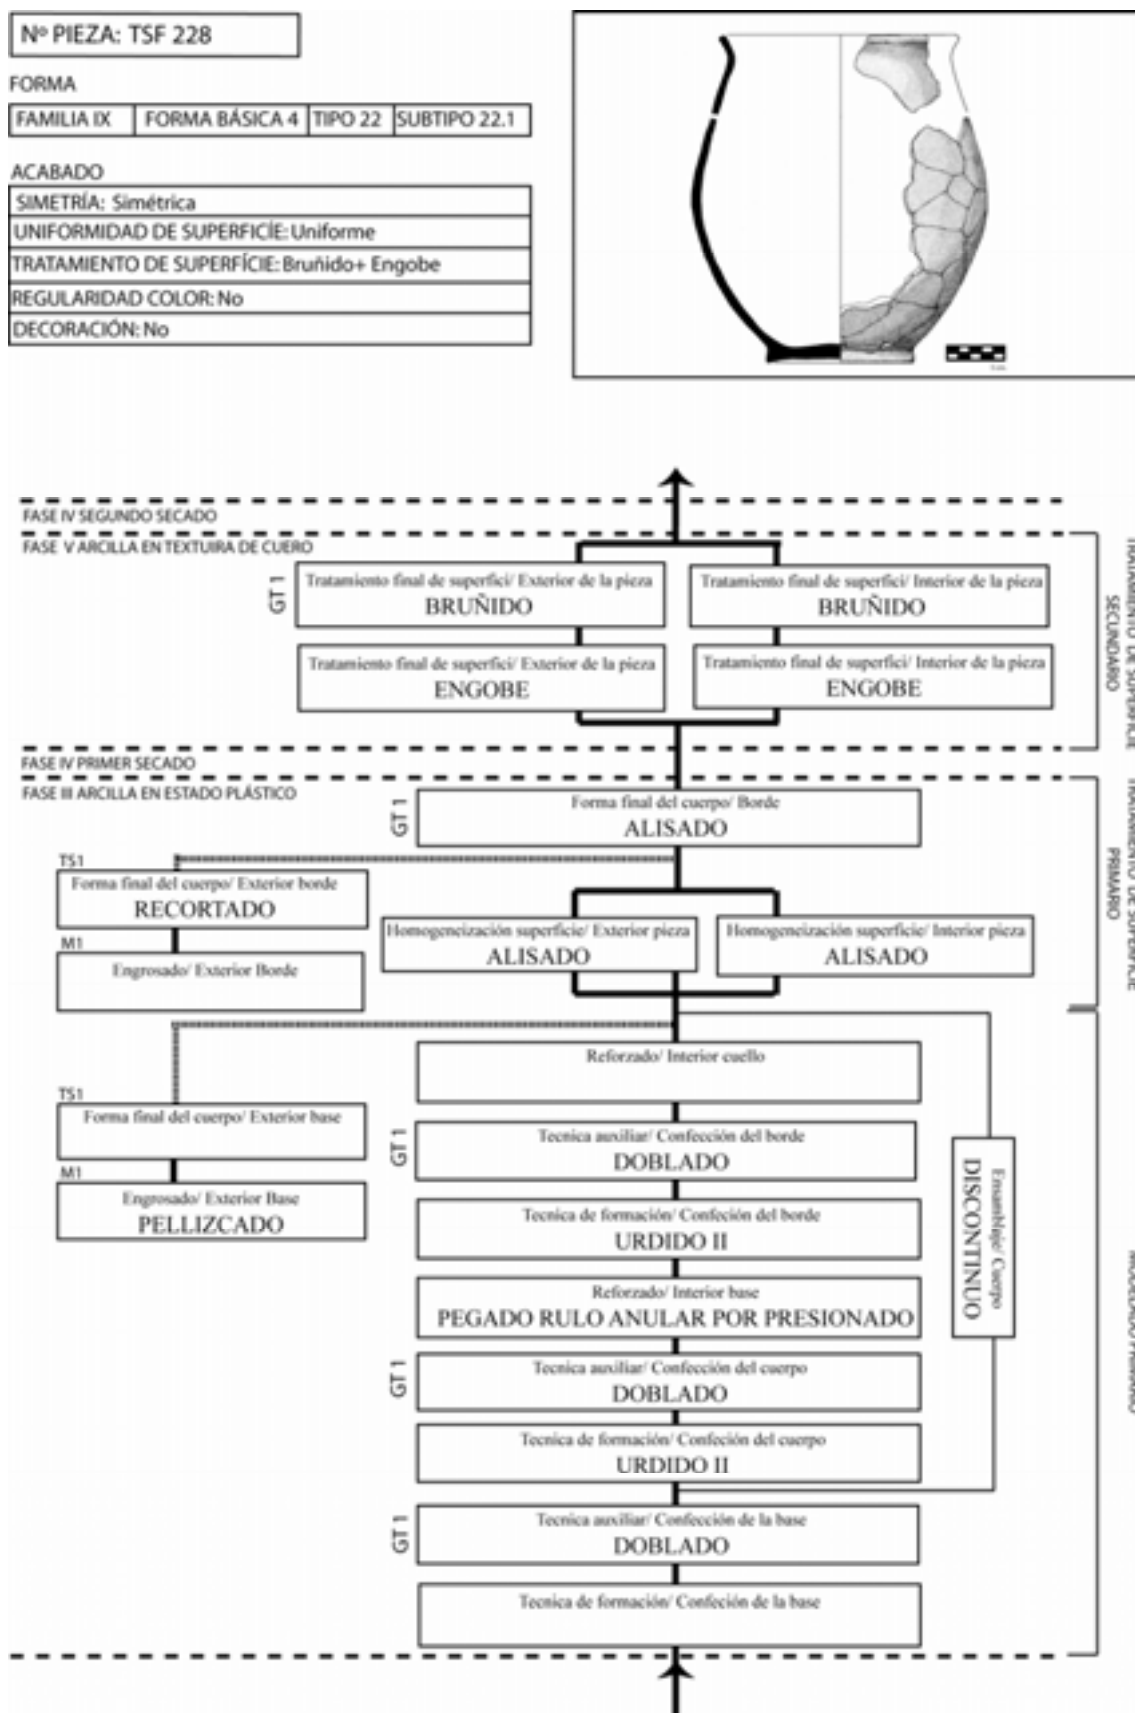 Nº PIEZA: TSF 228
FORMA
FAMILIA IX FORMA BÁSICA 4 TIPO 22 SUBTIPO 22.1
ACABADO
SIMETRÍA: Simétrica
UNIFORMIDAD DE SUPERFICÍE: Uniforme
TRATAMIENTO DE SUPERFÍCIE: Bruñido+ Engobe
REGULARIDAD COLOR: No
DECORACIÓN: No
FASE IV SEGUNDO SECADO
FASE V ARCILLA EN TEXTUIRA DE CUERO
GT 1
Tratamiento final de superfici/ Exterior de la pieza
BRUÑIDO
Tratamiento final de superfici/ Interior de la pieza
BRUÑIDO
Tratamiento final de superfici/ Exterior de la pieza
ENGOBE
Tratamiento final de superfici/ Interior de la pieza
ENGOBE
TRATAMIENTO DE SUPERFICIE
SECUNDARIO
FASE IV PRIMER SECADO
FASE III ARCILLA EN ESTADO PLÁSTICO
GT 1
Forma final del cuerpo/ Borde
ALISADO
TS1
Forma final del cuerpo/ Exterior borde
RECORTADO
M1
Engrosado/ Exterior Borde
Homogeneización superficie/ Exterior pieza
ALISADO
Homogeneización superficie/ Interior pieza
ALISADO
TRATAMIENTO DE SUPERFICIE
PRIMARIO
Reforzado/ Interior cuello
TS1
Forma final del cuerpo/ Exterior base
M1
Engrosado/ Exterior Base
PELLIZCADO
GT 1
Tecnica auxiliar/ Confección del borde
DOBLADO
Tecnica de formación/ Confeción del borde
URDIDO II
Reforzado/ Interior base
PEGADO RULO ANULAR POR PRESIONADO
GT 1
Tecnica auxiliar/ Confección del cuerpo
DOBLADO
Tecnica de formación/ Confeción del cuerpo
URDIDO II
Ensamblaje/ Cuerpo
DISCONTINUO
GT 1
Tecnica auxiliar/ Confección de la base
DOBLADO
Tecnica de formación/ Confeción de la base
MODELADO PRIMARIO